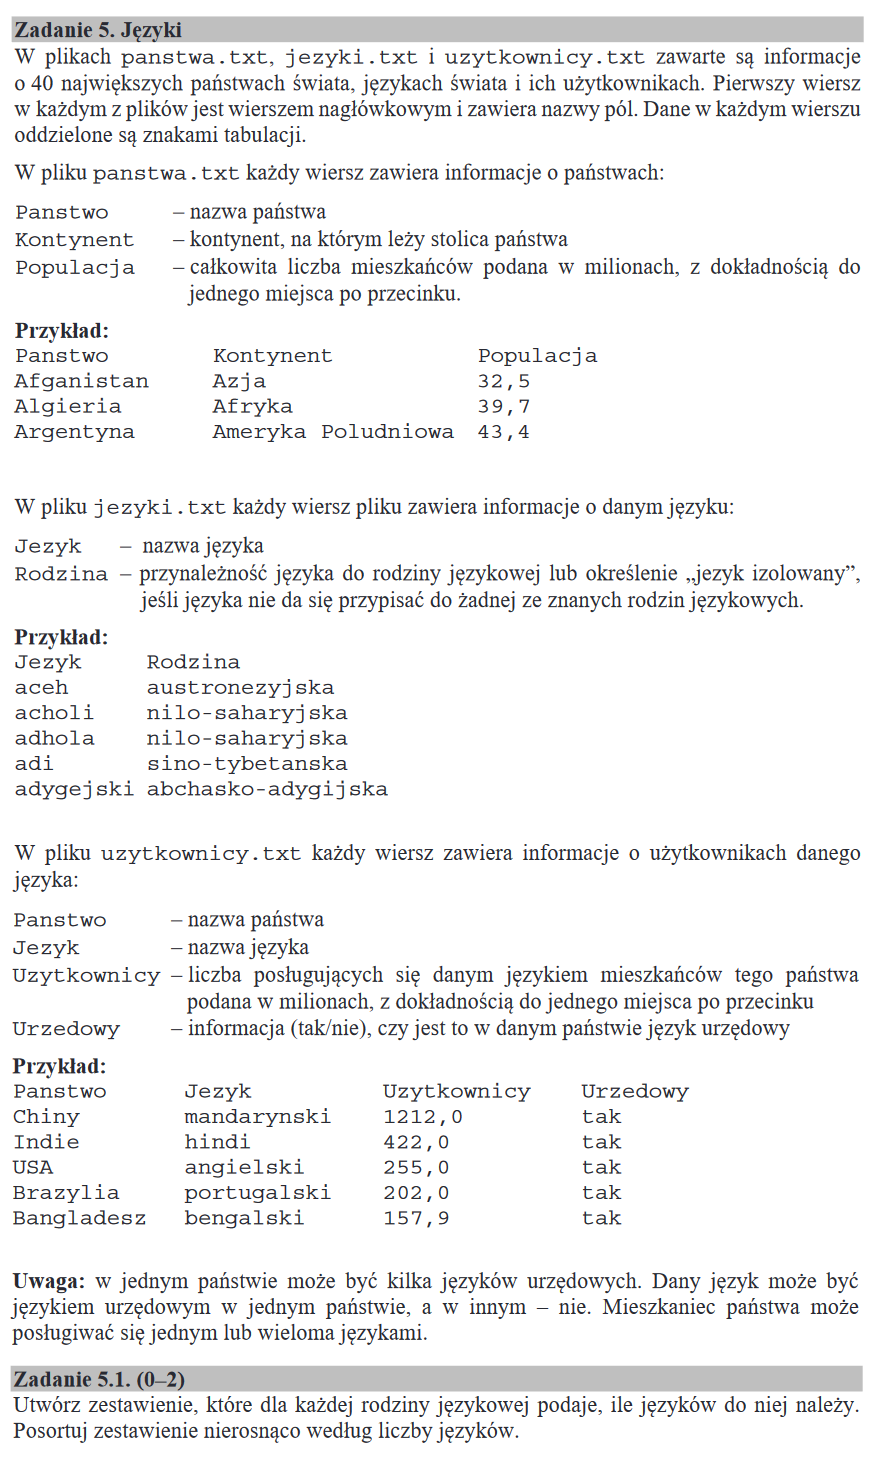 Zadanie 5. Języki
W plikach panstwa.txt, jezyki.txt i uzytkownicy.txt zawarte są informacje
o 40 największych państwach świata, językach świata i ich użytkownikach. Pierwszy wiersz
w każdym z plików jest wierszem nagłówkowym i zawiera nazwy pól. Dane w każdym wierszu
oddzielone są znakami tabulacji.
W pliku panstwa.txt każdy wiersz zawiera informacje o państwach:
Panstwo – nazwa państwa
Kontynent – kontynent, na którym leży stolica państwa
Populacja – całkowita liczba mieszkańców podana w milionach, z dokładnością do
jednego miejsca po przecinku.
Przykład:
Panstwo Kontynent Populacja
Afganistan Azja 32,5
Algieria Afryka 39,7
Argentyna Ameryka Poludniowa 43,4
W pliku jezyki.txt każdy wiersz pliku zawiera informacje o danym języku:
Jezyk – nazwa języka
Rodzina – przynależność języka do rodziny językowej lub określenie „jezyk izolowany”,
jeśli języka nie da się przypisać do żadnej ze znanych rodzin językowych.
Przykład:
Jezyk Rodzina
aceh austronezyjska
acholi nilo-saharyjska
adhola nilo-saharyjska
adi sino-tybetanska
adygejski abchasko-adygijska
W pliku uzytkownicy.txt każdy wiersz zawiera informacje o użytkownikach danego
języka:
Panstwo – nazwa państwa
Jezyk – nazwa języka
Uzytkownicy – liczba posługujących się danym językiem mieszkańców tego państwa
podana w milionach, z dokładnością do jednego miejsca po przecinku
Urzedowy – informacja (tak/nie), czy jest to w danym państwie język urzędowy
Przykład:
Panstwo Jezyk Uzytkownicy Urzedowy
Chiny mandarynski 1212,0 tak
Indie hindi 422,0 tak
USA angielski 255,0 tak
Brazylia portugalski 202,0 tak
Bangladesz bengalski 157,9 tak
Uwaga: w jednym państwie może być kilka języków urzędowych. Dany język może być
językiem urzędowym w jednym państwie, a w innym – nie. Mieszkaniec państwa może
posługiwać się jednym lub wieloma językami.
Zadanie 5.1. (0–2)
Utwórz zestawienie, które dla każdej rodziny językowej podaje, ile języków do niej należy.
Posortuj zestawienie nierosnąco według liczby języków.